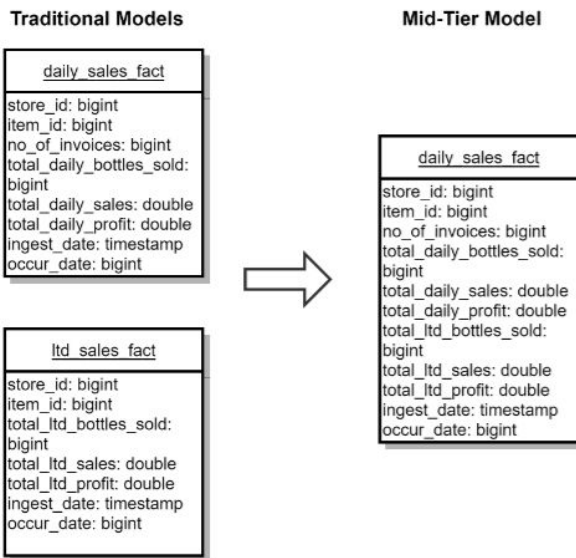 Traditional Models
daily_sales_fact
store_id: bigint
item_id: bigint
no_of_invoices: bigint
total_daily_bottles_sold:
bigint
total_daily_sales: double
total_daily_profit: double
ingest_date: timestamp
occur_date: bigint
ltd_sales_fact
store_id: bigint
item_id: bigint
total_ltd_bottles_sold:
bigint
total_ltd_sales: double
total_ltd_profit: double
ingest_date: timestamp
occur_date: bigint
Mid-Tier Model
daily_sales_fact
store_id: bigint
item_id: bigint
no_of_invoices: bigint
total_daily_bottles_sold:
bigint
total_daily_sales: double
total_daily_profit: double
total_ltd_bottles_sold:
bigint
total_ltd_sales: double
total_ltd_profit: double
ingest_date: timestamp
occur_date: bigint